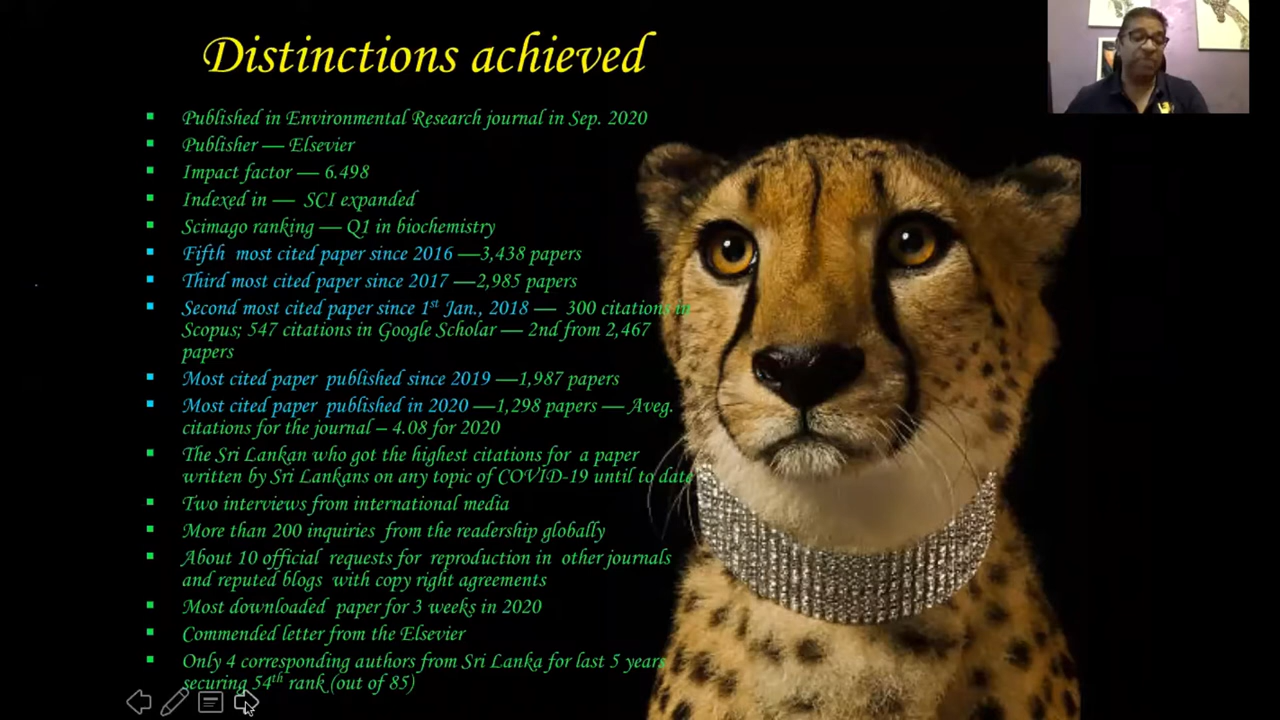 Distinctions achieved
Published in Environmental Research journal in Sep. 2020
Publisher — Elsevier
Impact factor — 6.498
Indexed in — SCI expanded
Scimago ranking — Q1 in biochemistry
Fifth most cited paper since 2016 —3,438 papers
Third most cited paper since 2017 —2,985 papers
Second most cited paper since 1st Jan., 2018 — 300 citations in
Scopus; 547 citations in Google Scholar — 2nd from 2,467
papers
Most cited paper published since 2019 —1,987 papers
Most cited paper published in 2020 —1,298 papers — Aveg.
citations for the journal – 4.08 for 2020
The Sri Lankan who got the highest citations for a paper
written by Sri Lankans on any topic of COVID-19 until to date
Two interviews from international media
More than 200 inquiries from the readership globally
About 10 official requests for reproduction in other journals
and reputed blogs with copy right agreements
Most downloaded paper for 3 weeks in 2020
Commended letter from the Elsevier
Only 4 corresponding authors from Sri Lanka for last 5 years
securing 54th rank (out of 85)